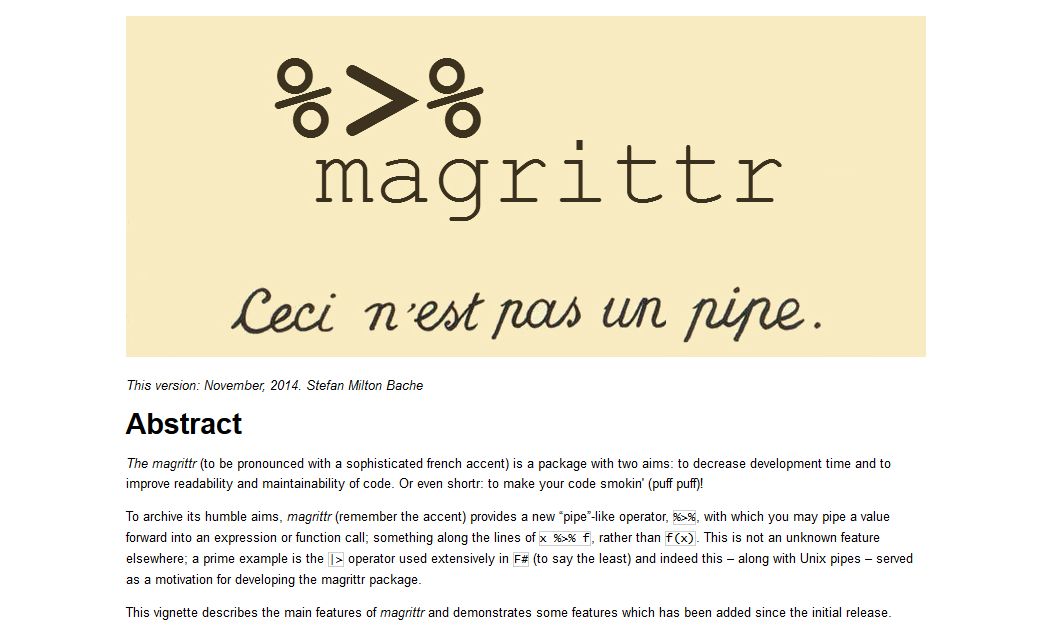 %>%
magrittr
Ceci n'est pas un pipe.
This version: November, 2014. Stefan Milton Bache
Abstract
The magrittr (to be pronounced with a sophisticated french accent) is a package with two aims: to decrease development time and to
improve readability and maintainability of code. Or even shortr: to make your code smokin' (puff puff)!
To archive its humble aims, magrittr (remember the accent) provides a new “pipe”-like operator, %>%, with which you may pipe a value
forward into an expression or function call; something along the lines of x %>% f, rather than f(x). This is not an unknown feature
elsewhere; a prime example is the |> operator used extensively in F# (to say the least) and indeed this – along with Unix pipes – served
as a motivation for developing the magrittr package.
This vignette describes the main features of magrittr and demonstrates some features which has been added since the initial release.